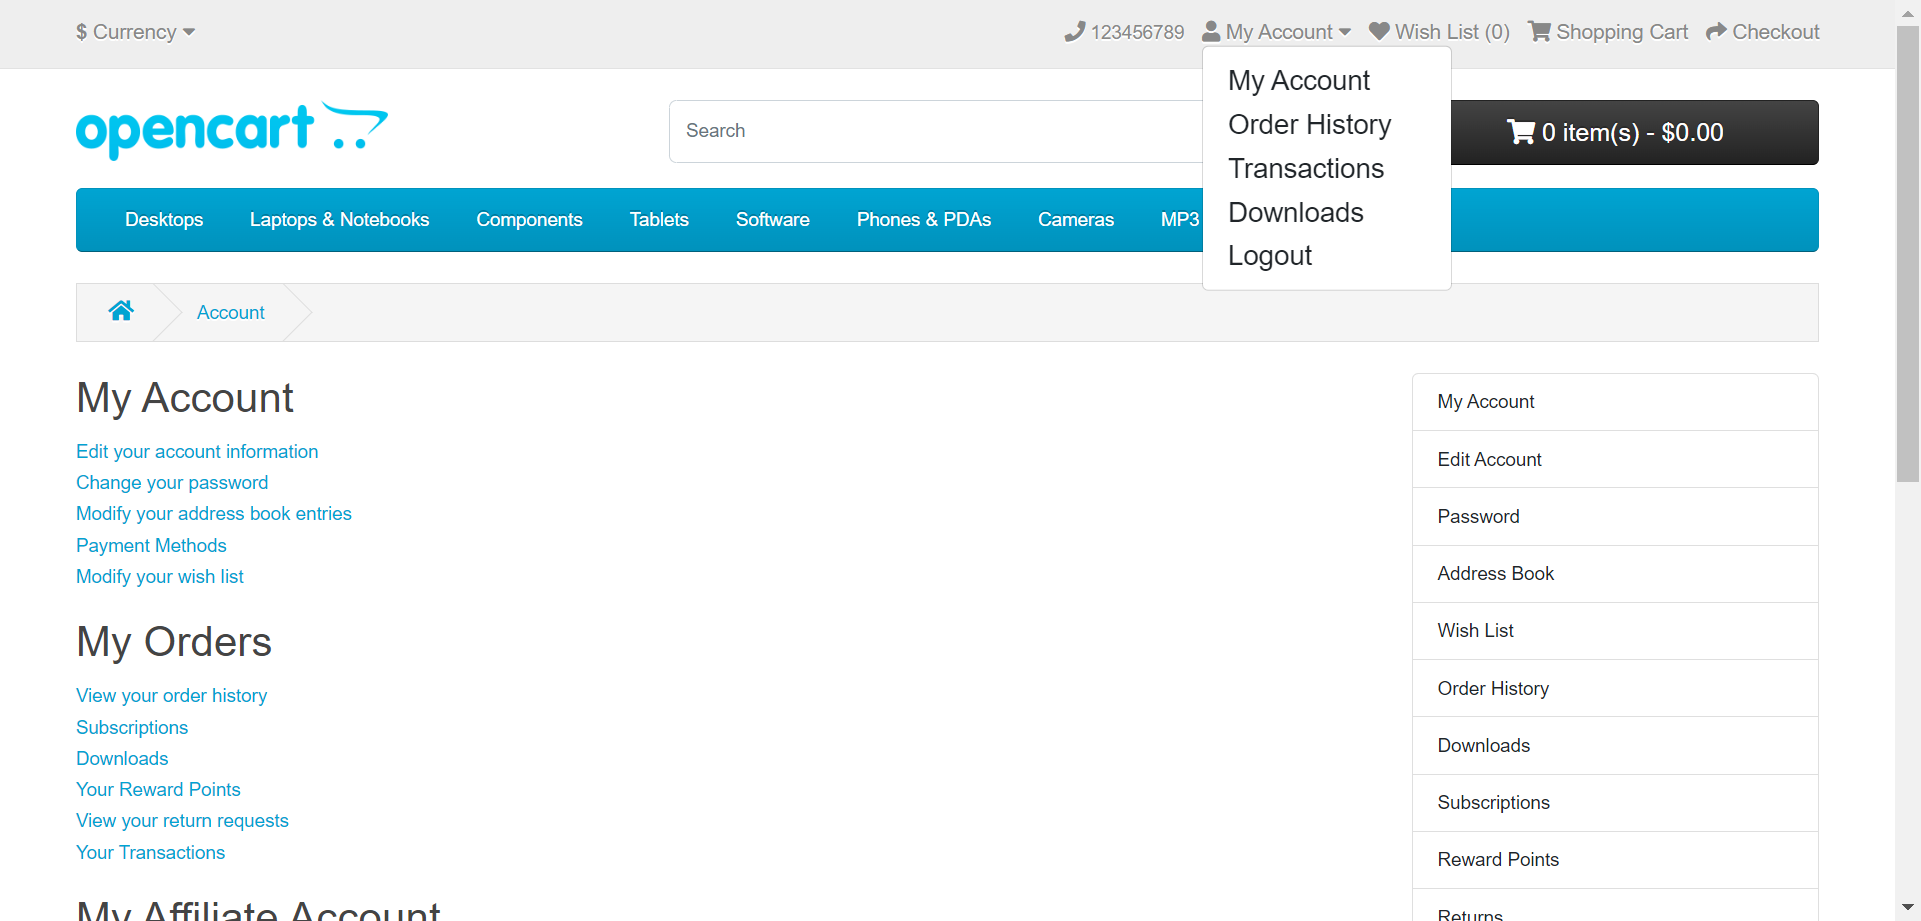 $ Currency
123456789
My Account
Wish List (0)
Shopping Cart
Checkout
My Account
Order History
Transactions
Downloads
Logout
opencart
Search
0 item(s) - $0.00
Desktops
Laptops & Notebooks
Components
Tablets
Software
Phones & PDAs
Cameras
MP3
Account
My Account
Edit your account information
Change your password
Modify your address book entries
Payment Methods
Modify your wish list
My Orders
View your order history
Subscriptions
Downloads
Your Reward Points
View your return requests
Your Transactions
My Affiliate Account
My Account
Edit Account
Password
Address Book
Wish List
Order History
Downloads
Subscriptions
Reward Points
Returns